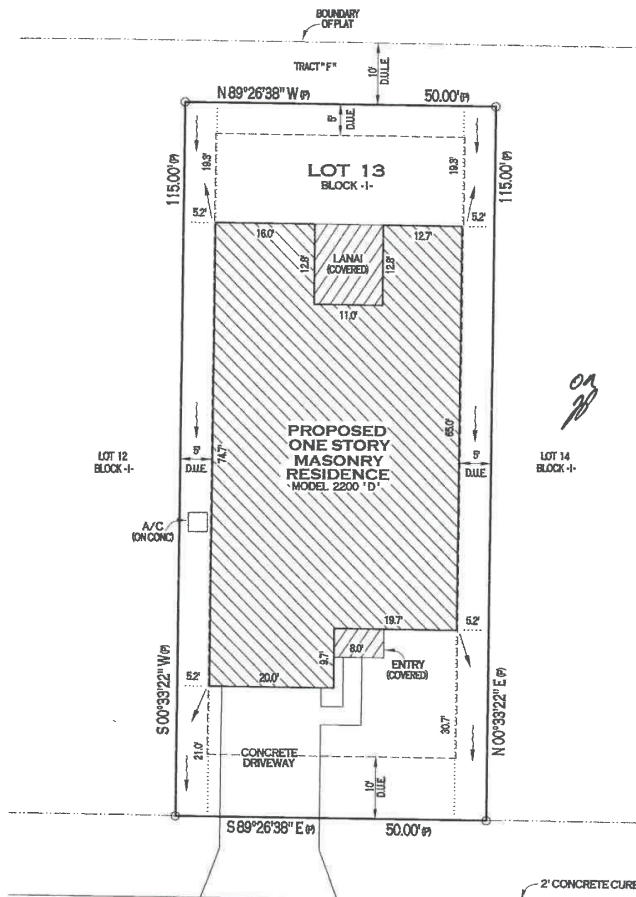 BOUNDARY
OF PLAT
TRACT "F"
10'
D.U.E.
N 89°26'38" W (P)
50.00' (P)
5'
D.U.E.
115.00' (P)
19.3'
LOT 13
BLOCK -I-
19.3'
115.00' (P)
5.2'
5.2'
16.0'
12.7'
12.8'
LANAI
(COVERED)
12.8'
11.0'
PROPOSED
ONE STORY
MASONRY
RESIDENCE
MODEL 2200 'D'
74.7'
65.0'
LOT 12
BLOCK -I-
5'
D.U.E.
5'
D.U.E.
LOT 14
BLOCK -I-
A/C
(ON CONC)
19.7'
5.2'
9.7'
8.0'
ENTRY
(COVERED)
5.2'
20.0'
S 00°33'22" W (P)
N 00°33'22" E (P)
21.0'
30.7'
CONCRETE
DRIVEWAY
10'
D.U.E.
S 89°26'38" E (P)
50.00' (P)
2' CONCRETE CURB